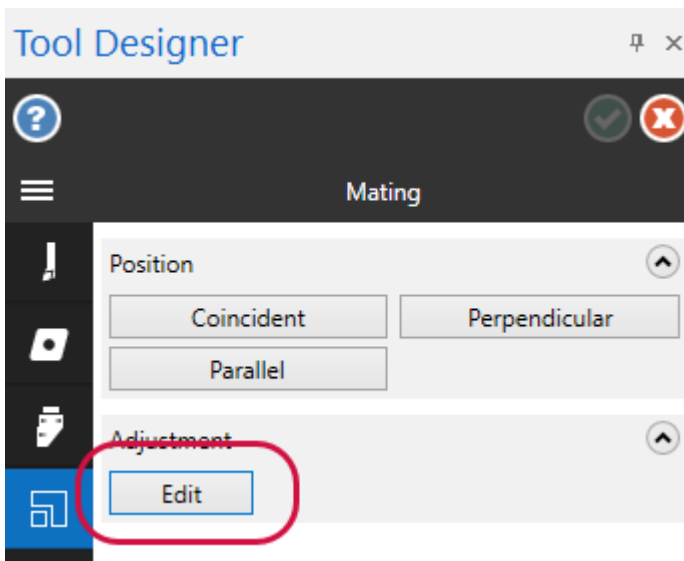 Tool Designer
?
Mating
Position
Coincident Perpendicular
Parallel
Adjustment
Edit